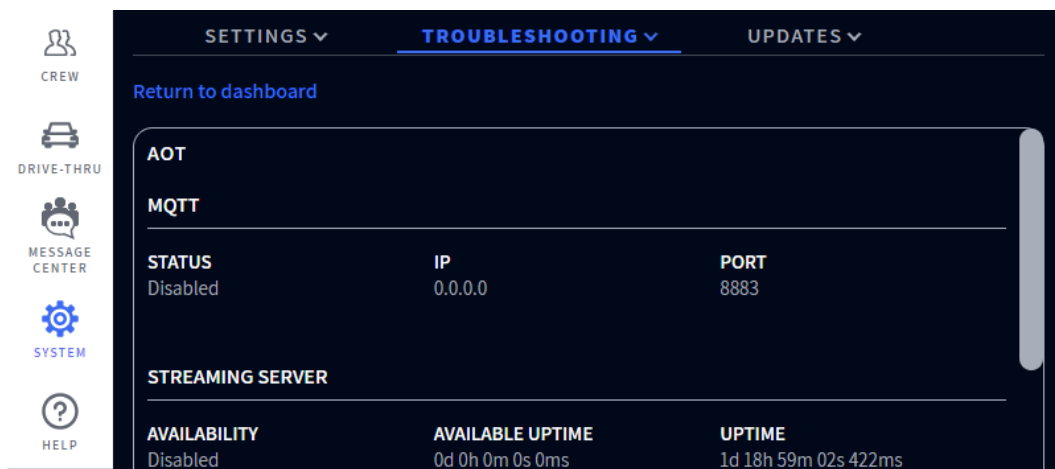 SETTINGS TROUBLESHOOTING UPDATES
CREW
Return to dashboard
DRIVE-THRU
AOT
MQTT
MESSAGE
CENTER
STATUS IP PORT
Disabled 0.0.0.0 8883
SYSTEM
STREAMING SERVER
HELP
AVAILABILITY AVAILABLE UPTIME UPTIME
Disabled 0d 0h 0m 0s 0ms 1d 18h 59m 02s 422ms